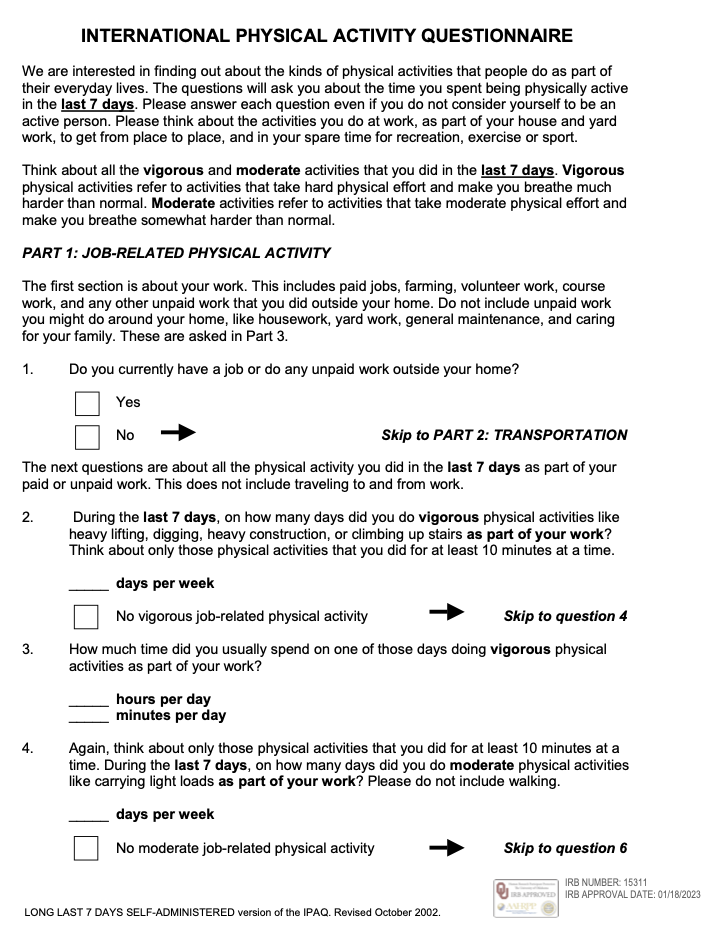 INTERNATIONAL PHYSICAL ACTIVITY QUESTIONNAIRE
We are interested in finding out about the kinds of physical activities that people do as part of
their everyday lives. The questions will ask you about the time you spent being physically active
in the last 7 days. Please answer each question even if you do not consider yourself to be an
active person. Please think about the activities you do at work, as part of your house and yard
work, to get from place to place, and in your spare time for recreation, exercise or sport.
Think about all the vigorous and moderate activities that you did in the last 7 days. Vigorous
physical activities refer to activities that take hard physical effort and make you breathe much
harder than normal. Moderate activities refer to activities that take moderate physical effort and
make you breathe somewhat harder than normal.
PART 1: JOB-RELATED PHYSICAL ACTIVITY
The first section is about your work. This includes paid jobs, farming, volunteer work, course
work, and any other unpaid work that you did outside your home. Do not include unpaid work
you might do around your home, like housework, yard work, general maintenance, and caring
for your family. These are asked in Part 3.
1. Do you currently have a job or do any unpaid work outside your home?
Yes
No Skip to PART 2: TRANSPORTATION
The next questions are about all the physical activity you did in the last 7 days as part of your
paid or unpaid work. This does not include traveling to and from work.
2. During the last 7 days, on how many days did you do vigorous physical activities like
heavy lifting, digging, heavy construction, or climbing up stairs as part of your work?
Think about only those physical activities that you did for at least 10 minutes at a time.
_____ days per week
No vigorous job-related physical activity Skip to question 4
3. How much time did you usually spend on one of those days doing vigorous physical
activities as part of your work?
_____ hours per day
_____ minutes per day
4. Again, think about only those physical activities that you did for at least 10 minutes at a
time. During the last 7 days, on how many days did you do moderate physical activities
like carrying light loads as part of your work? Please do not include walking.
_____ days per week
No moderate job-related physical activity Skip to question 6
IRB APPROVED
AAHRPP
IRB NUMBER: 15311
IRB APPROVAL DATE: 01/18/2023
LONG LAST 7 DAYS SELF-ADMINISTERED version of the IPAQ. Revised October 2002.